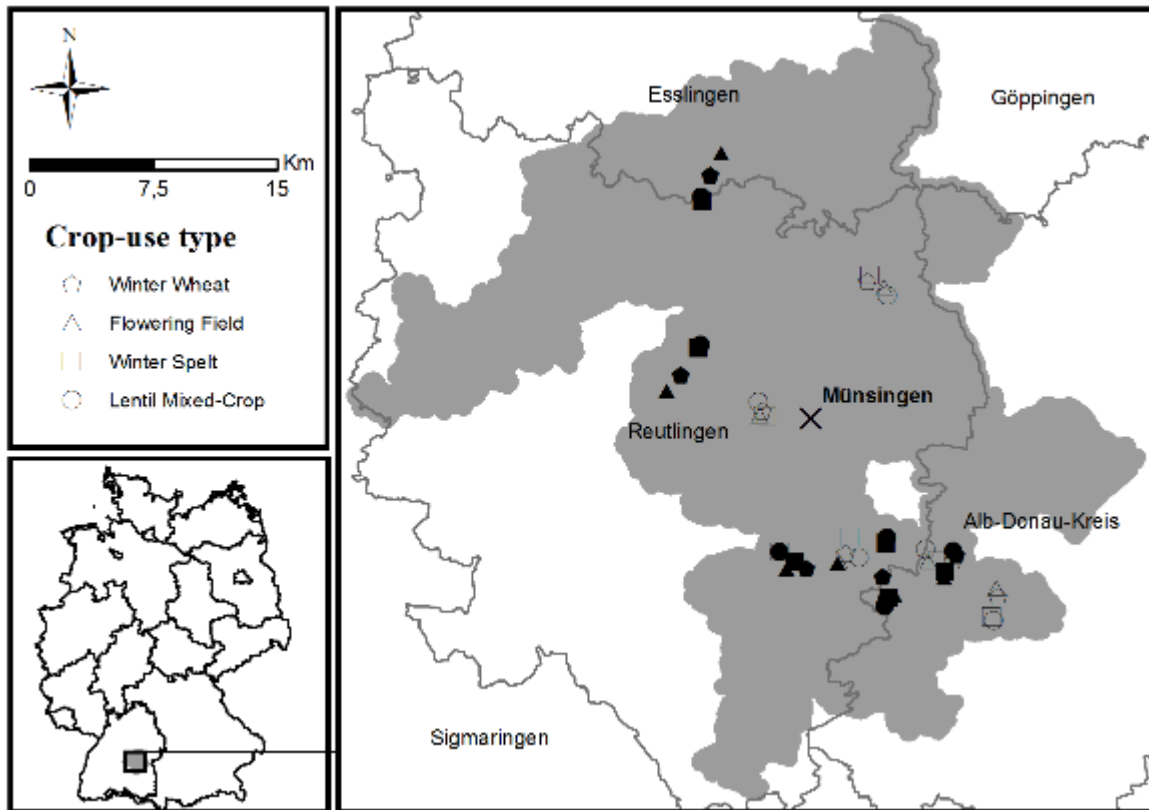 N
Km
0 7,5 15
Crop-use type
Winter Wheat
Flowering Field
Winter Spelt
Lentil Mixed-Crop
Esslingen
Göppingen
Münsingen
Reutlingen
Alb-Donau-Kreis
Sigmaringen